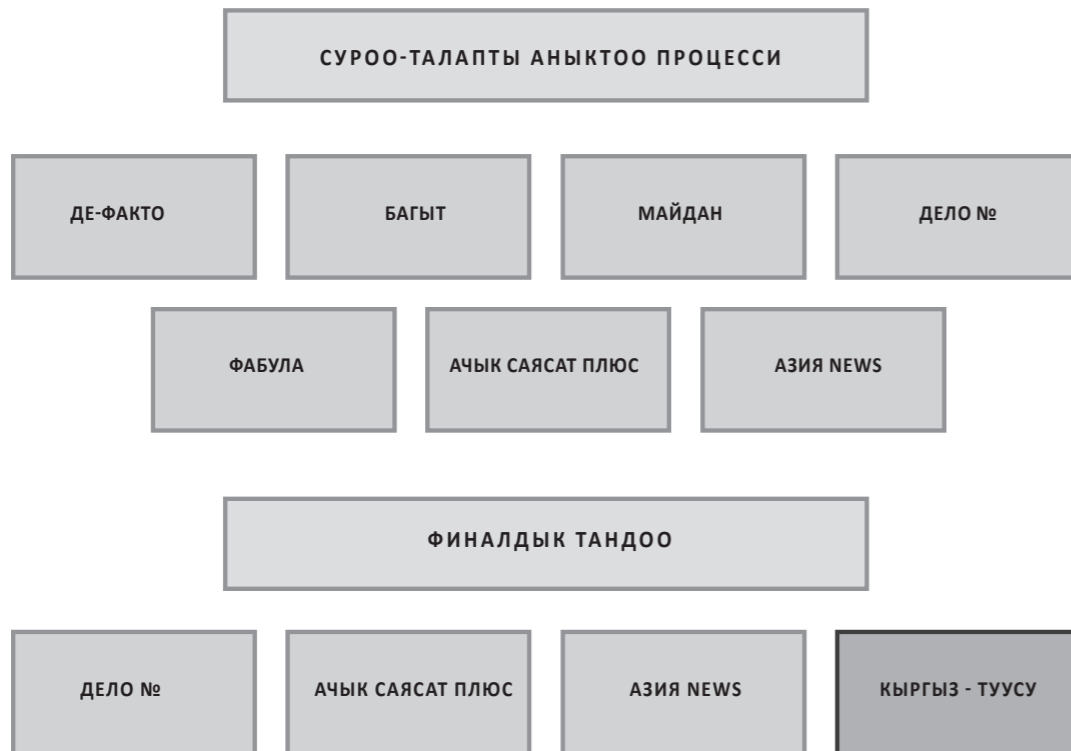 СУРОО-ТАЛАПТЫ АНЫКТОО ПРОЦЕССИ
ДЕ-ФАКТО
БАГЫТ
МАЙДАН
ДЕЛО №
ФАБУЛА
АЧЫК САЯСАТ ПЛЮС
АЗИЯ NEWS
ФИНАЛДЫК ТАНДОО
ДЕЛО №
АЧЫК САЯСАТ ПЛЮС
АЗИЯ NEWS
КЫРГЫЗ - ТУУСУ